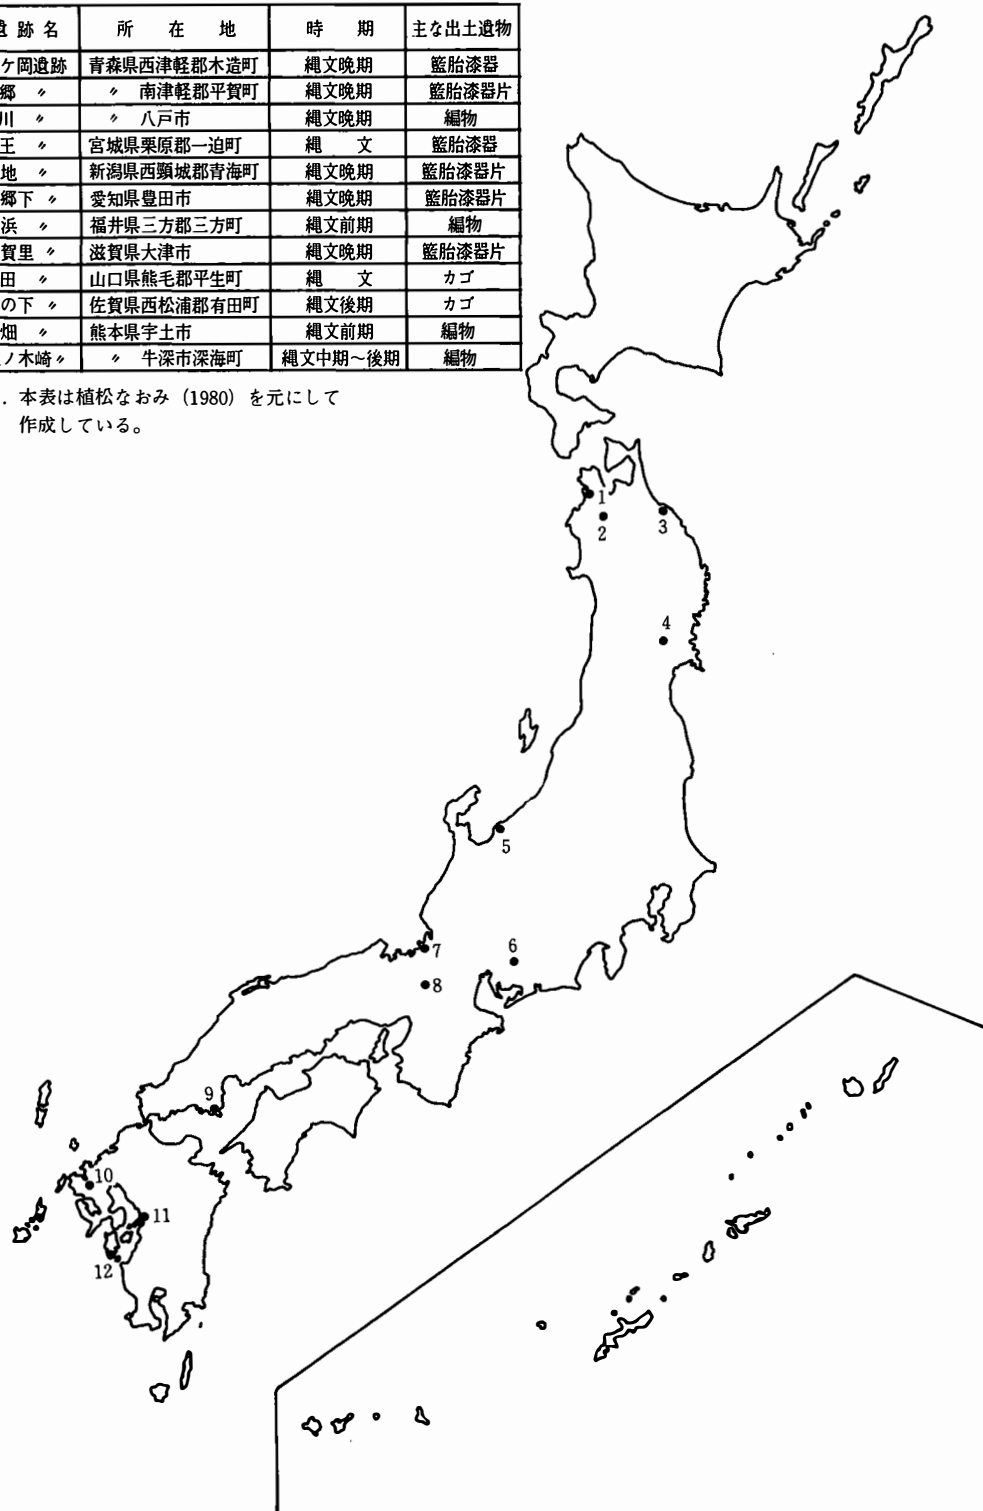 遺跡名 所在地 時期 主な出土遺物
ケ岡遺跡 青森県西津軽郡木造町 縄文晩期 籃胎漆器
郷 〃 〃 南津軽郡平賀町 縄文晩期 籃胎漆器片
川 〃 〃 八戸市 縄文晩期 編物
王 〃 宮城県栗原郡一迫町 縄文 籃胎漆器
地 〃 新潟県西頸城郡青海町 縄文晩期 籃胎漆器片
郷下 〃 愛知県豊田市 縄文晩期 籃胎漆器片
浜 〃 福井県三方郡三方町 縄文前期 編物
賀里 〃 滋賀県大津市 縄文晩期 籃胎漆器片
田 〃 山口県熊毛郡平生町 縄文 カゴ
の下 〃 佐賀県西松浦郡有田町 縄文後期 カゴ
畑 〃 熊本県宇土市 縄文前期 編物
ノ木崎〃 〃 牛深市深海町 縄文中期〜後期 編物
．本表は植松なおみ（1980）を元にして
作成している。
1
2
3
4
5
6
7
8
9
10
11
12